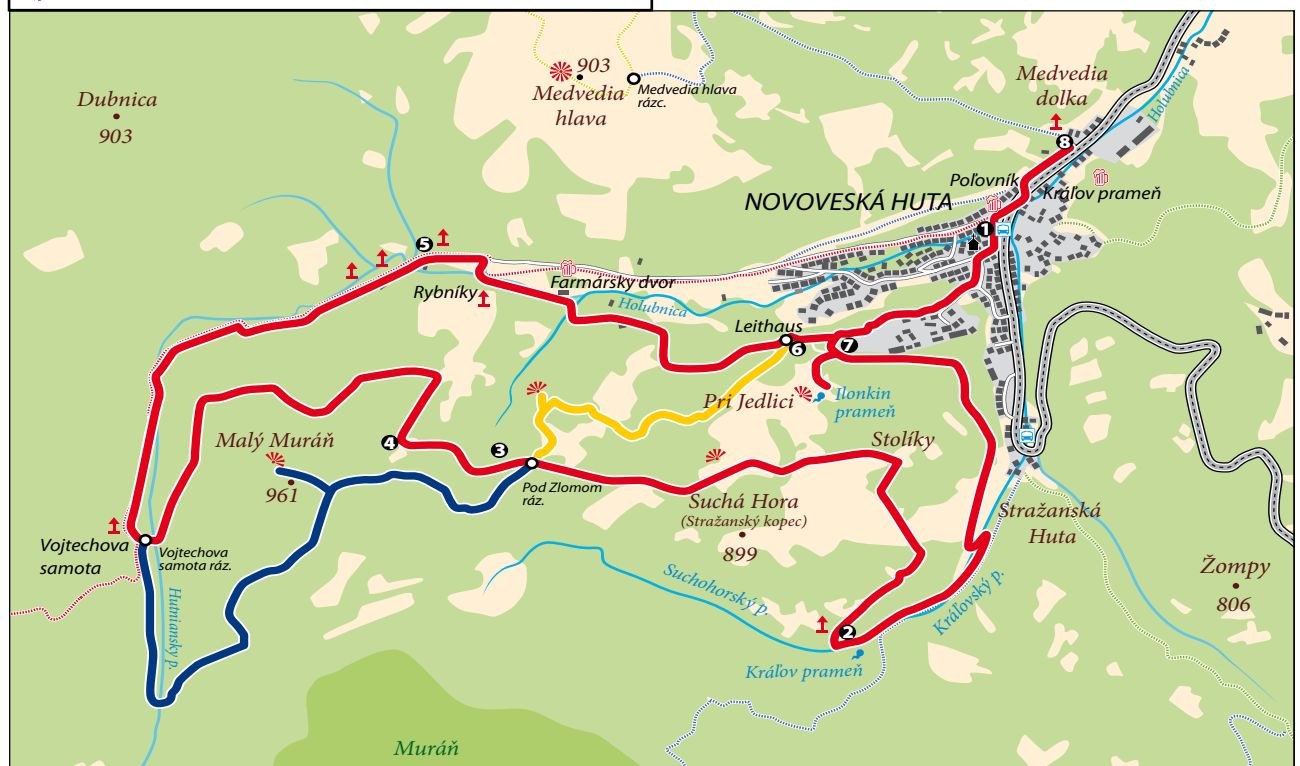 Dubnica
903
903
Medvedia
hlava
Medvedia hlava
rázc.
Medvedia
dolka
Holubnica
8
Poľovník
Kráľov prameň
NOVOVESKÁ HUTA
1
5
Rybníky
Farmársky dvor
Holubnica
Leithaus
6
7
Pri Jedlici
Ilonkin
prameň
Stolíky
Malý Muráň
961
4
3
Pod Zlomom
ráz.
Suchá Hora
(Stražanský kopec)
899
Stražanská
Huta
Žompy
806
Vojtechova
samota
Vojtechova
samota ráz.
Hutniansky p.
Suchohorský p.
Kráľovský p.
2
Kráľov prameň
Muráň